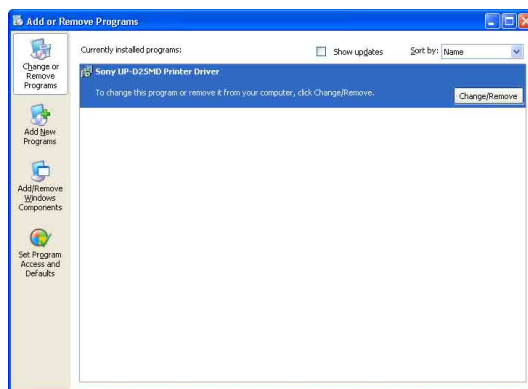 Add or Remove Programs
Change or
Remove
Programs
Currently installed programs:
Show updates
Sort by:
Name
Sony UP-D25MD Printer Driver
To change this program or remove it from your computer, click Change/Remove.
Change/Remove
Add New
Programs
Add/Remove
Windows
Components
Set Program
Access and
Defaults